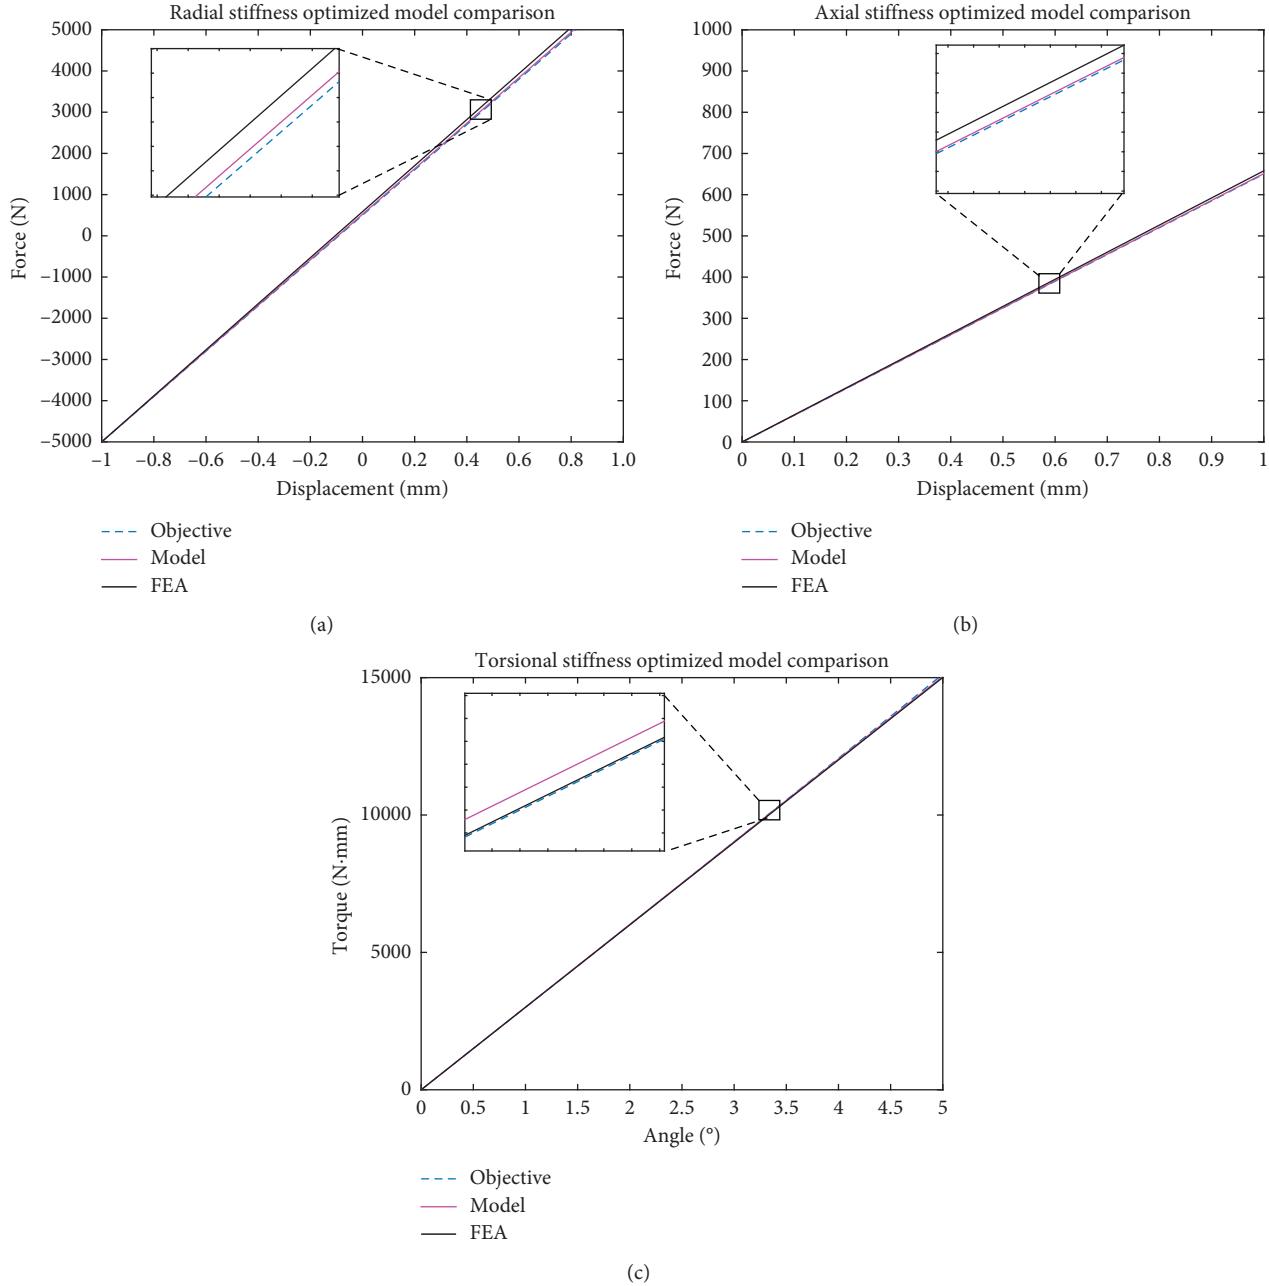 Radial stiffness optimized model comparison
5000
4000
3000
2000
1000
0
–1000
–2000
–3000
–4000
–5000
Force (N)
–1 –0.8 –0.6 –0.4 –0.2 0 0.2 0.4 0.6 0.8 1.0
Displacement (mm)
Objective
Model
FEA
(a)
Axial stiffness optimized model comparison
1000
900
800
700
600
500
400
300
200
100
0
Force (N)
0 0.1 0.2 0.3 0.4 0.5 0.6 0.7 0.8 0.9 1
Displacement (mm)
Objective
Model
FEA
(b)
Torsional stiffness optimized model comparison
15000
10000
5000
0
Torque (N·mm)
0 0.5 1 1.5 2 2.5 3 3.5 4 4.5 5
Angle (°)
Objective
Model
FEA
(c)